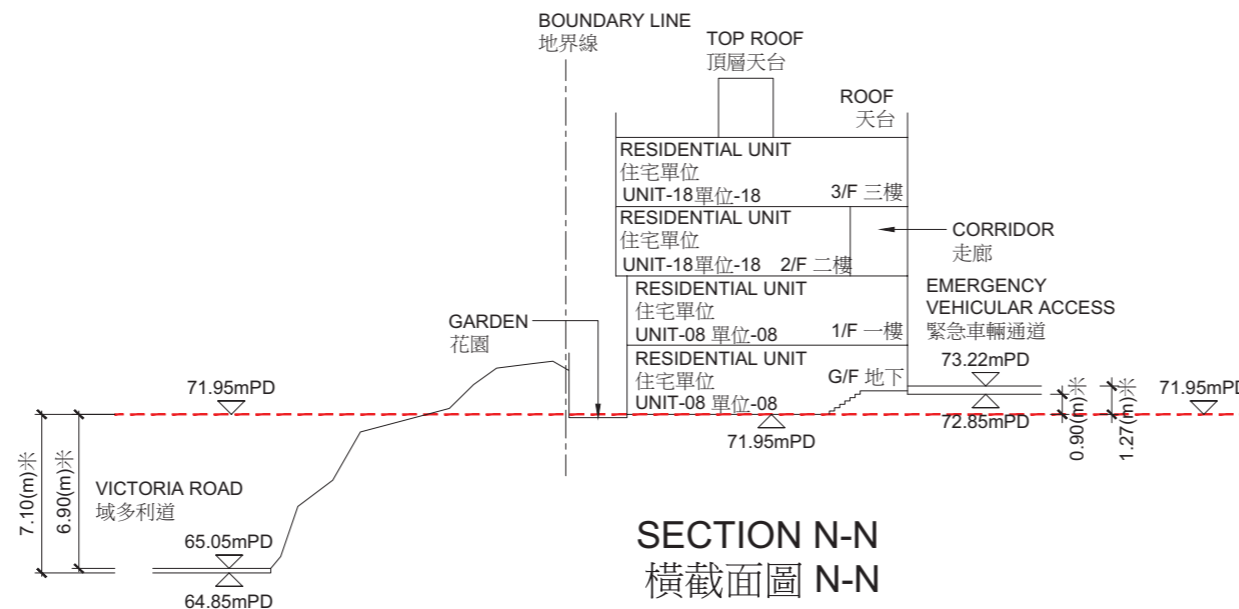 BOUNDARY LINE
地界線
TOP ROOF
頂層天台
ROOF
天台
RESIDENTIAL UNIT
住宅單位
UNIT-18單位-18 3/F 三樓
RESIDENTIAL UNIT
住宅單位
UNIT-18單位-18 2/F 二樓
CORRIDOR
走廊
RESIDENTIAL UNIT
住宅單位
UNIT-08 單位-08 1/F 一樓
EMERGENCY
VEHICULAR ACCESS
緊急車輛通道
GARDEN
花園
RESIDENTIAL UNIT
住宅單位
UNIT-08 單位-08
G/F 地下
73.22mPD
71.95mPD
71.95mPD
72.85mPD
71.95mPD
0.90(m)米
1.27(m)米
7.10(m)米
6.90(m)米
VICTORIA ROAD
域多利道
65.05mPD
64.85mPD
SECTION N-N
橫截面圖 N-N